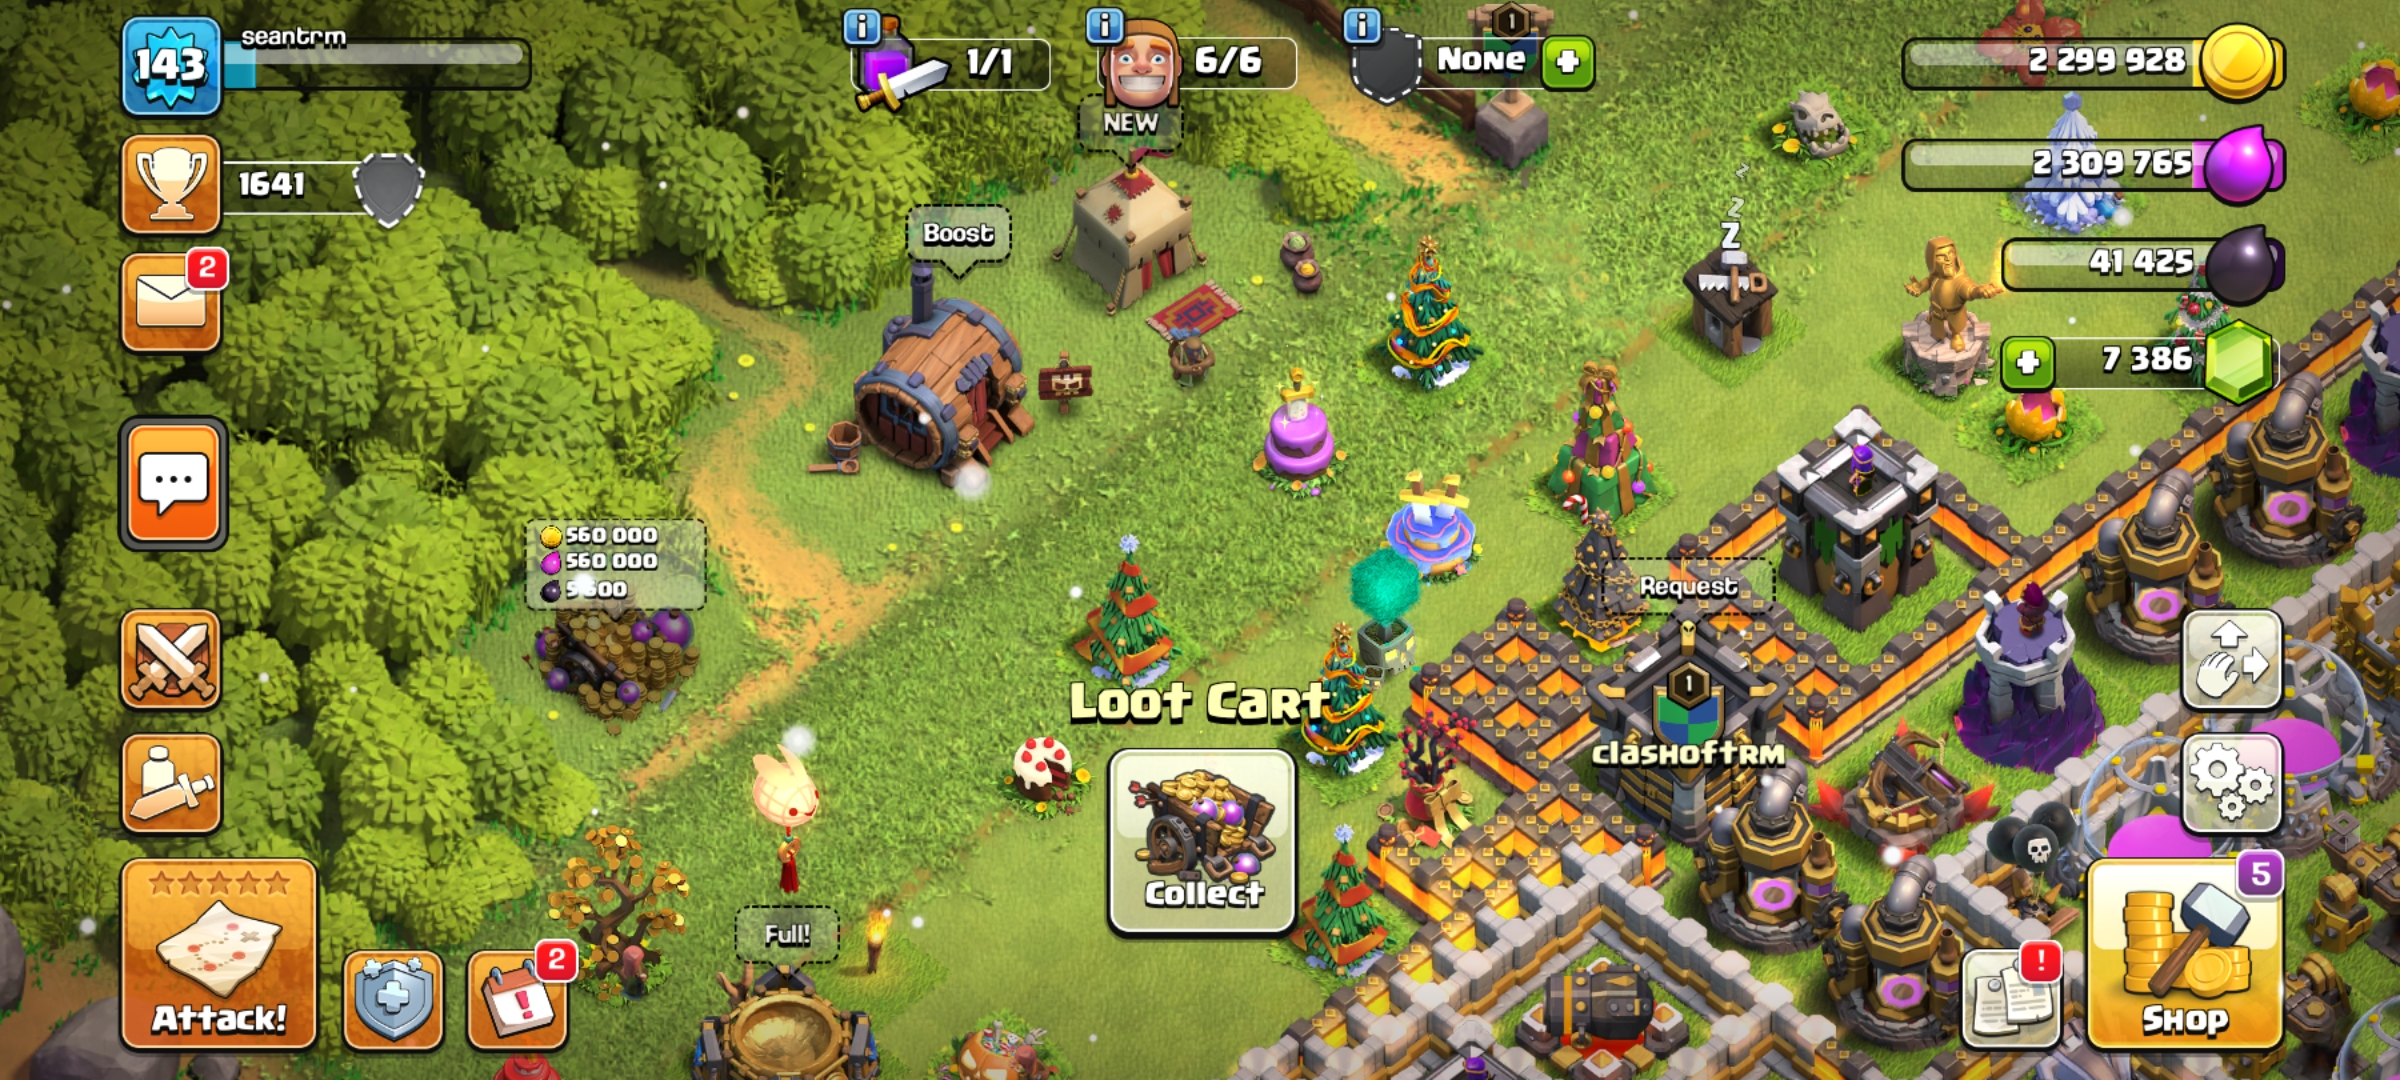 143
seantrm
1/1
6/6
None
2 299 928
NEW
1641
2 309 765
Boost
Z
Z
Z
41 425
2
7 386
560 000
560 000
Request
1
1
Loot Cart
clashoftRM
Collect
5
Full!
2
!
Attack!
Shop